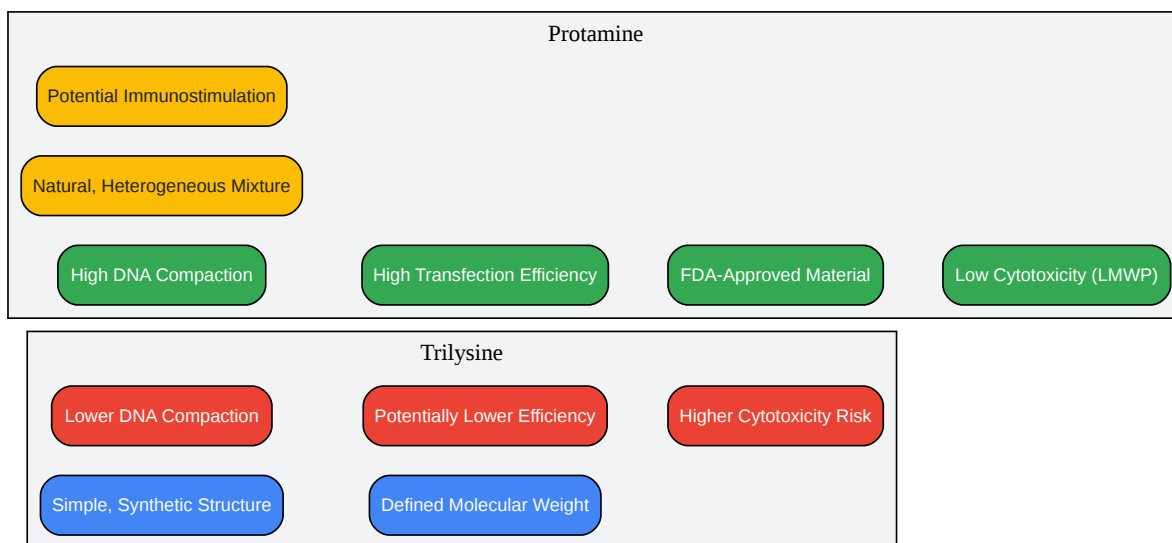 Protamine
Potential Immunostimulation
Natural, Heterogeneous Mixture
High DNA Compaction
High Transfection Efficiency
FDA-Approved Material
Low Cytotoxicity (LMWP)
Trilysine
Lower DNA Compaction
Potentially Lower Efficiency
Higher Cytotoxicity Risk
Simple, Synthetic Structure
Defined Molecular Weight